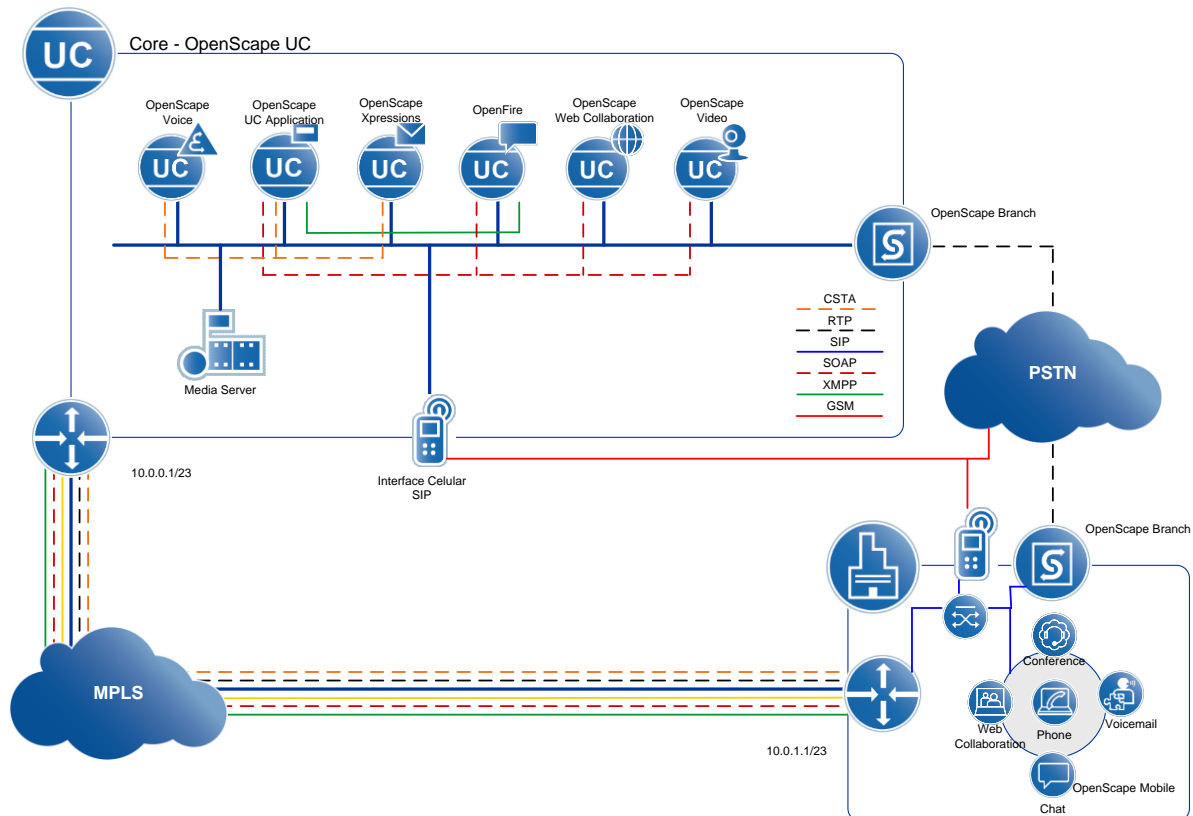 UC
Core - OpenScape UC
OpenScape
Voice
OpenScape
UC Application
OpenScape
Xpressions
OpenFire
OpenScape
Web Collaboration
OpenScape
Video
UC
UC
UC
UC
UC
UC
OpenScape Branch
S
CSTA
RTP
SIP
SOAP
XMPP
GSM
Media Server
PSTN
10.0.0.1/23
Interface Celular
SIP
OpenScape Branch
S
MPLS
Conference
Web
Collaboration
Phone
Voicemail
10.0.1.1/23
OpenScape Mobile
Chat